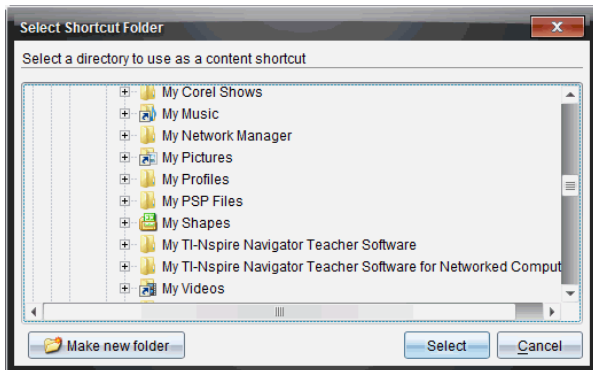 Select Shortcut Folder
Select a directory to use as a content shortcut
My Corel Shows
My Music
My Network Manager
My Pictures
My Profiles
My PSP Files
My Shapes
My TI-Nspire Navigator Teacher Software
My TI-Nspire Navigator Teacher Software for Networked Comput
My Videos
Make new folder
Select
Cancel